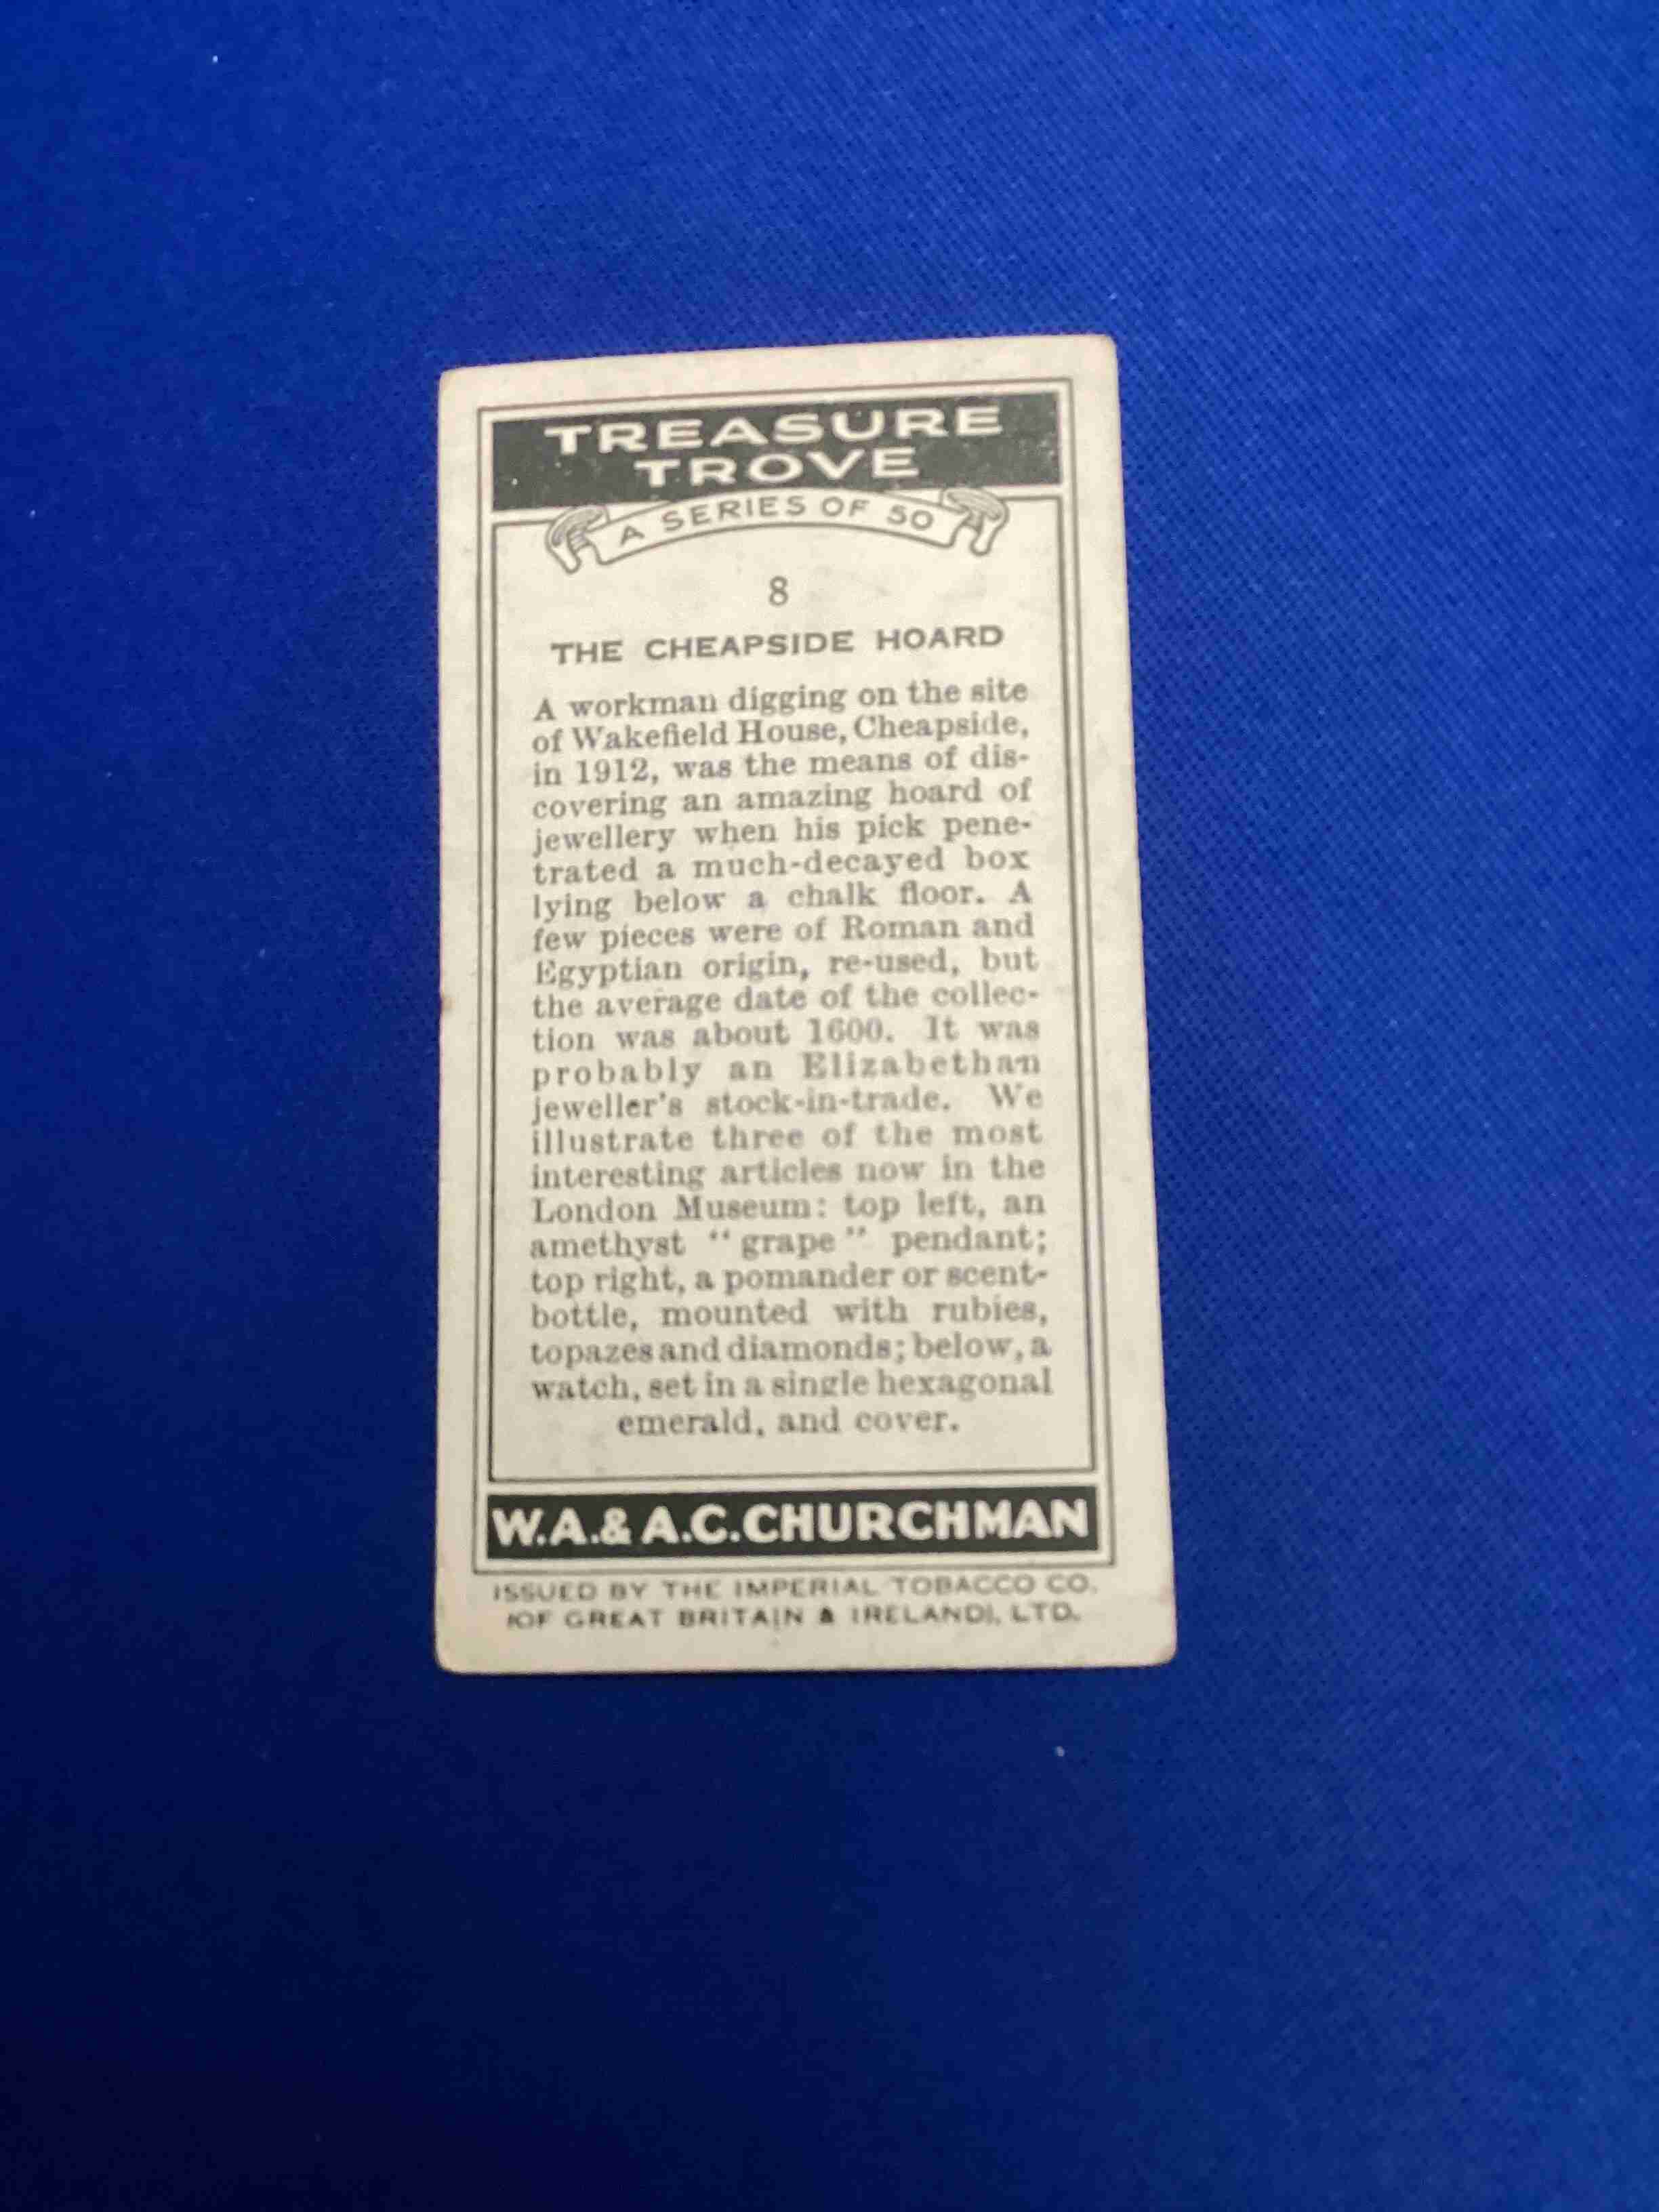 TREASURE
TROVE
A SERIES OF 50
8
THE CHEAPSIDE HOARD
A workman digging on the site
of Wakefield House, Cheapside,
in 1912, was the means of dis-
covering an amazing hoard of
jewellery when his pick pene-
trated a much-decayed box
lying below a chalk floor. A
few pieces were of Roman and
Egyptian origin, re-used, but
the average date of the collec-
tion was about 1600. It was
probably an Elizabethan
jeweller's stock-in-trade. We
illustrate three of the most
interesting articles now in the
London Museum: top left, an
amethyst "grape" pendant;
top right, a pomander or scent-
bottle, mounted with rubies,
topazes and diamonds; below, a
watch, set in a single hexagonal
emerald, and cover.
W.A.& A.C.CHURCHMAN
ISSUED BY THE IMPERIAL TOBACCO CO.
(OF GREAT BRITAIN & IRELAND), LTD.